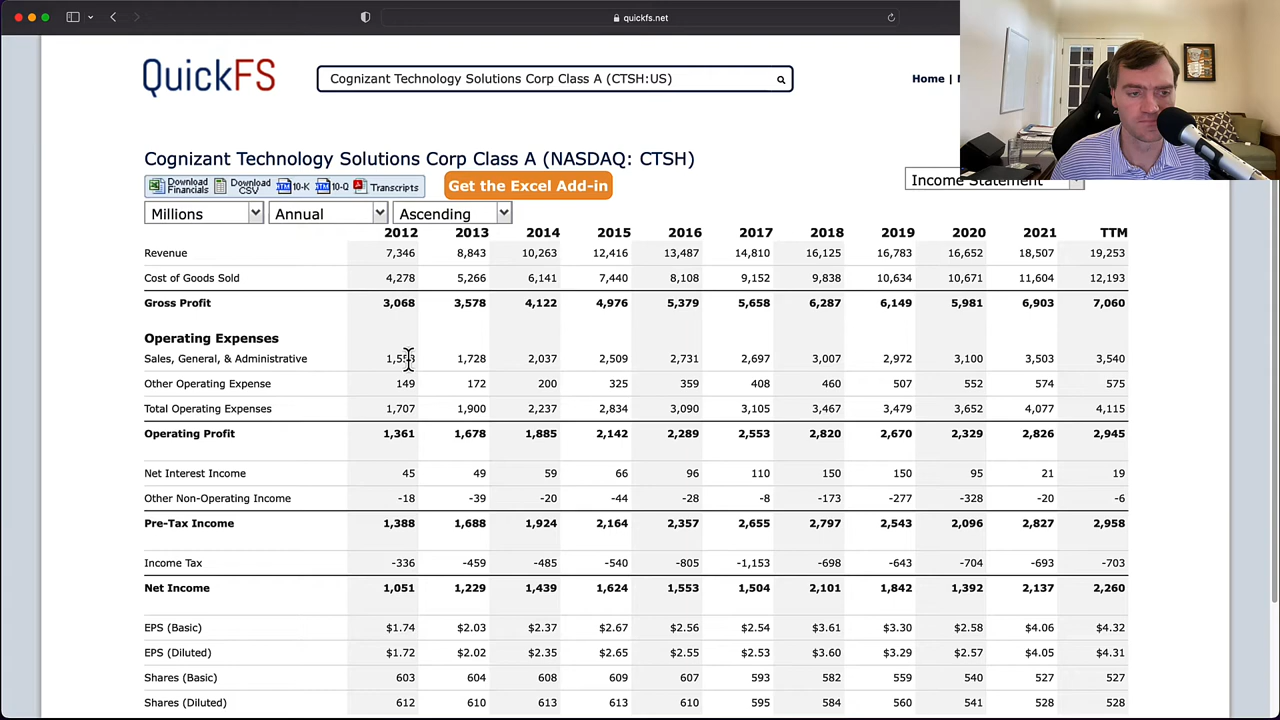 quickfs.net
QuickFS
Cognizant Technology Solutions Corp Class A (CTSH:US)
Home |
Cognizant Technology Solutions Corp Class A (NASDAQ: CTSH)
Download Financials Download CSV 10-K 10-Q Transcripts
Get the Excel Add-in
Income Statement
Millions Annual Ascending
2012 2013 2014 2015 2016 2017 2018 2019 2020 2021 TTM
Revenue 7,346 8,843 10,263 12,416 13,487 14,810 16,125 16,783 16,652 18,507 19,253
Cost of Goods Sold 4,278 5,266 6,141 7,440 8,108 9,152 9,838 10,634 10,671 11,604 12,193
Gross Profit 3,068 3,578 4,122 4,976 5,379 5,658 6,287 6,149 5,981 6,903 7,060
Operating Expenses
Sales, General, & Administrative 1,728 2,037 2,509 2,731 2,697 3,007 2,972 3,100 3,503 3,540
Other Operating Expense 149 172 200 325 359 408 460 507 552 574 575
Total Operating Expenses 1,707 1,900 2,237 2,834 3,090 3,105 3,467 3,479 3,652 4,077 4,115
Operating Profit 1,361 1,678 1,885 2,142 2,289 2,553 2,820 2,670 2,329 2,826 2,945
Net Interest Income 45 49 59 66 96 110 150 150 95 21 19
Other Non-Operating Income -18 -39 -20 -44 -28 -8 -173 -277 -328 -20 -6
Pre-Tax Income 1,388 1,688 1,924 2,164 2,357 2,655 2,797 2,543 2,096 2,827 2,958
Income Tax -336 -459 -485 -540 -805 -1,153 -698 -643 -704 -693 -703
Net Income 1,051 1,229 1,439 1,624 1,553 1,504 2,101 1,842 1,392 2,137 2,260
EPS (Basic) $1.74 $2.03 $2.37 $2.67 $2.56 $2.54 $3.61 $3.30 $2.58 $4.06 $4.32
EPS (Diluted) $1.72 $2.02 $2.35 $2.65 $2.55 $2.53 $3.60 $3.29 $2.57 $4.05 $4.31
Shares (Basic) 603 604 608 609 607 593 582 559 540 527 527
Shares (Diluted) 612 610 613 613 610 595 584 560 541 528 528